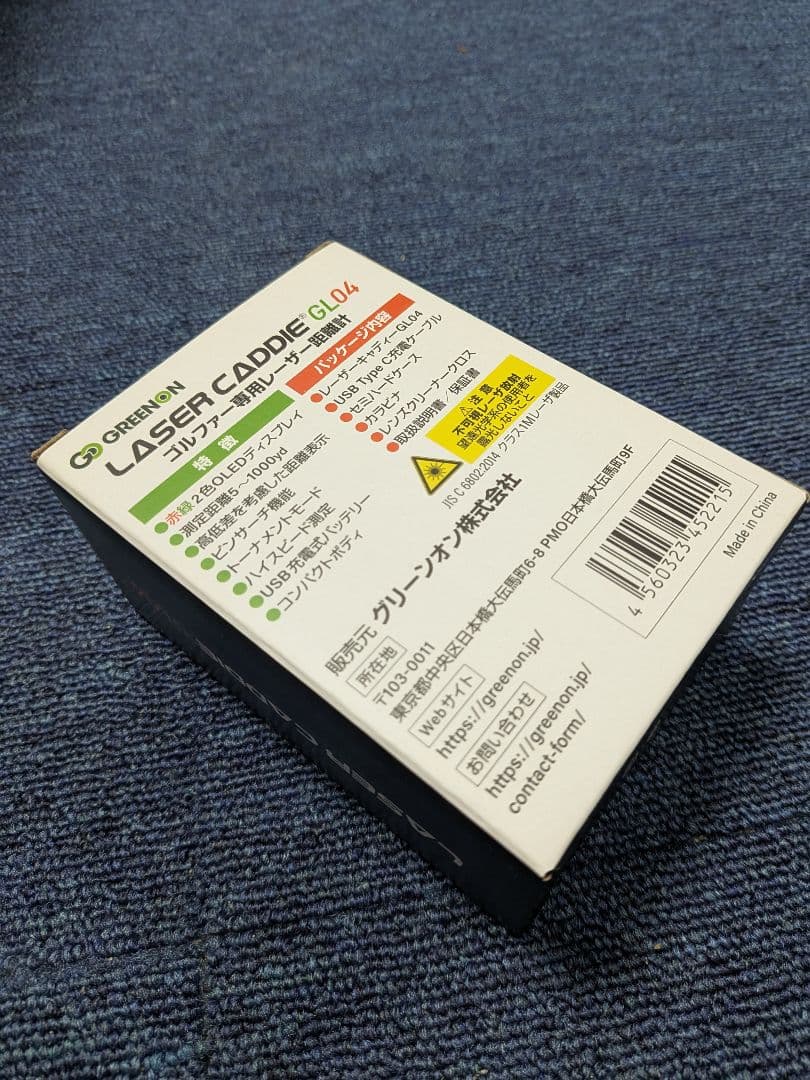 GREENON
LASER CADDIE® GL04
ゴルファー専用レーザー距離計
特徴
赤緑2色OLEDディスプレイ
測定距離5〜1000yd
高低差を考慮した距離表示
ピンサーチ機能
トーナメントモード
ハイスピード測定
USB充電式バッテリー
コンパクトボディ
パッケージ内容
レーザーキャディーGL04
USB Type C充電ケーブル
セミハードケース
カラビナ
レンズクリーナークロス
取扱説明書/保証書
注意
不可視レーザ放射
望遠光学系の使用者を
露光しないこと
JIS C 6802:2014 クラス1Mレーザ製品
販売元 グリーンオン株式会社
所在地
〒103-0011
東京都中央区日本橋大伝馬町6-8 PMO日本橋大伝馬町9F
Webサイト
https://greenon.jp/
お問い合わせ
https://greenon.jp/
contact-form/
4 560323 452215
Made in China
LASER CADDIE